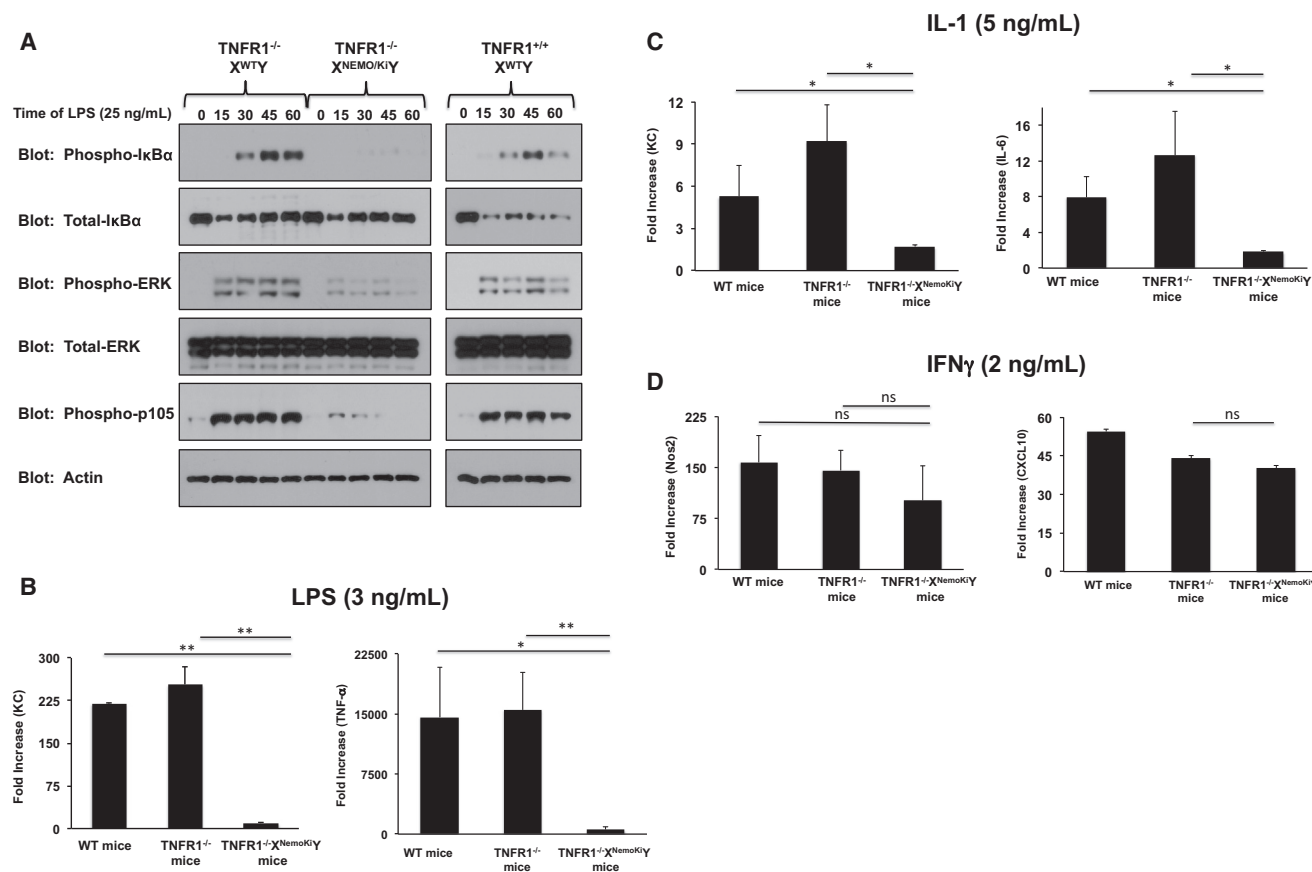 A
TNFR1-/-
XWTY
TNFR1-/-
XNEMO/KiY
TNFR1+/+
XWTY
Time of LPS (25 ng/mL)
0 15 30 45 60 0 15 30 45 60
0 15 30 45 60
Blot: Phospho-IκBα
Blot: Total-IκBα
Blot: Phospho-ERK
Blot: Total-ERK
Blot: Phospho-p105
Blot: Actin
B
LPS (3 ng/mL)
**
**
Fold Increase (KC)
300
225
150
75
0
WT mice
TNFR1-/-
mice
TNFR1-/-XNemoKiY
mice
**
*
Fold Increase (TNF-α)
22500
15000
7500
0
WT mice
TNFR1-/-
mice
TNFR1-/-XNemoKiY
mice
C
IL-1 (5 ng/mL)
*
*
Fold Increase (KC)
12
9
6
3
0
WT mice
TNFR1-/-
mice
TNFR1-/-XNemoKiY
mice
*
*
Fold Increase (IL-6)
16
12
8
4
0
WT mice
TNFR1-/-
mice
TNFR1-/-XNemoKiY
mice
D
IFNγ (2 ng/mL)
ns
ns
Fold Increase (Nos2)
225
150
75
0
WT mice
TNFR1-/-
mice
TNFR1-/-XNemoKiY
mice
ns
Fold Increase (CXCL10)
60
45
30
15
0
WT mice
TNFR1-/-
mice
TNFR1-/-XNemoKiY
mice